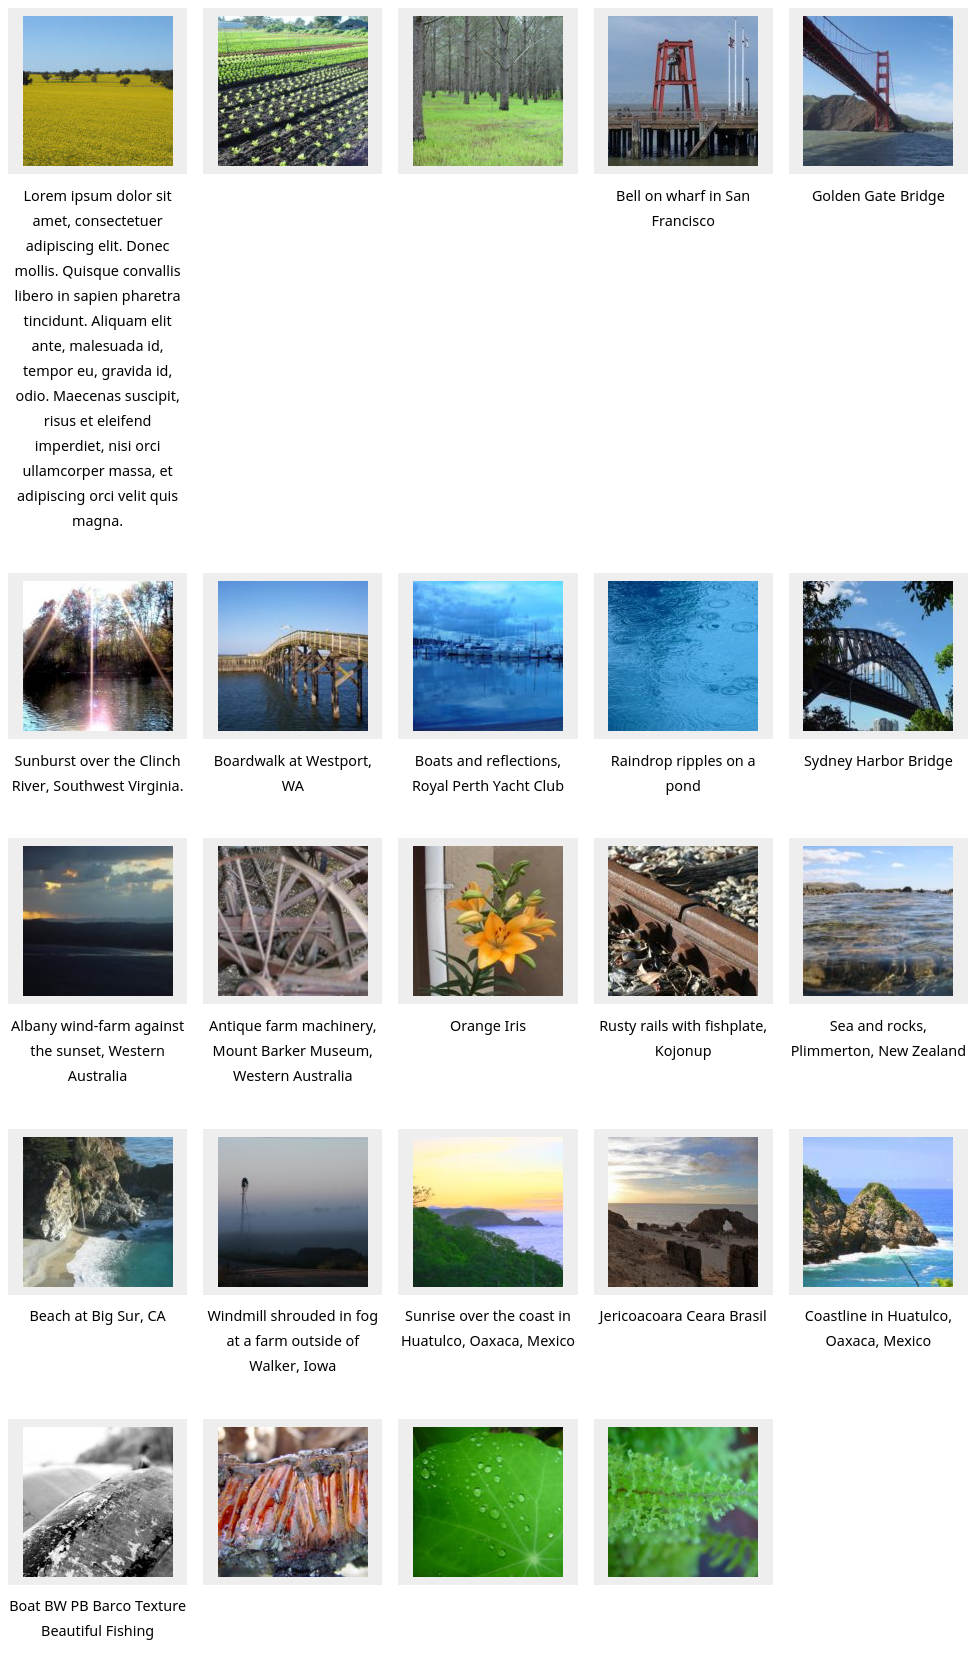 Lorem ipsum dolor sit
amet, consectetuer
adipiscing elit. Donec
mollis. Quisque convallis
libero in sapien pharetra
tincidunt. Aliquam elit
ante, malesuada id,
tempor eu, gravida id,
odio. Maecenas suscipit,
risus et eleifend
imperdiet, nisi orci
ullamcorper massa, et
adipiscing orci velit quis
magna.
Bell on wharf in San
Francisco
Golden Gate Bridge
Sunburst over the Clinch
River, Southwest Virginia.
Boardwalk at Westport,
WA
Boats and reflections,
Royal Perth Yacht Club
Raindrop ripples on a
pond
Sydney Harbor Bridge
Albany wind-farm against
the sunset, Western
Australia
Antique farm machinery,
Mount Barker Museum,
Western Australia
Orange Iris
Rusty rails with fishplate,
Kojonup
Sea and rocks,
Plimmerton, New Zealand
Beach at Big Sur, CA
Windmill shrouded in fog
at a farm outside of
Walker, Iowa
Sunrise over the coast in
Huatulco, Oaxaca, Mexico
Jericoacoara Ceara Brasil
Coastline in Huatulco,
Oaxaca, Mexico
Boat BW PB Barco Texture
Beautiful Fishing